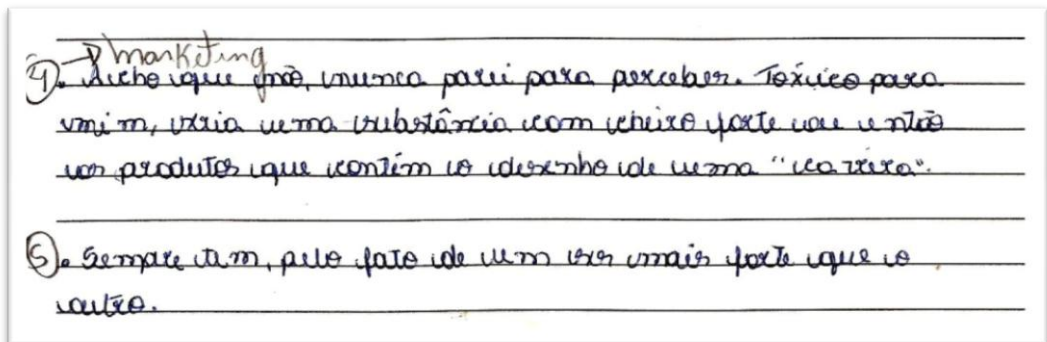 → marketing
4). Acho que não, nunca parei para perceber. Toxico para
mim, seria uma substância com cheiro forte ou então
os produtos que contém o desenho de uma "caveira".
5). Sempre tem, pelo fato de um ser mais forte que o
outro.